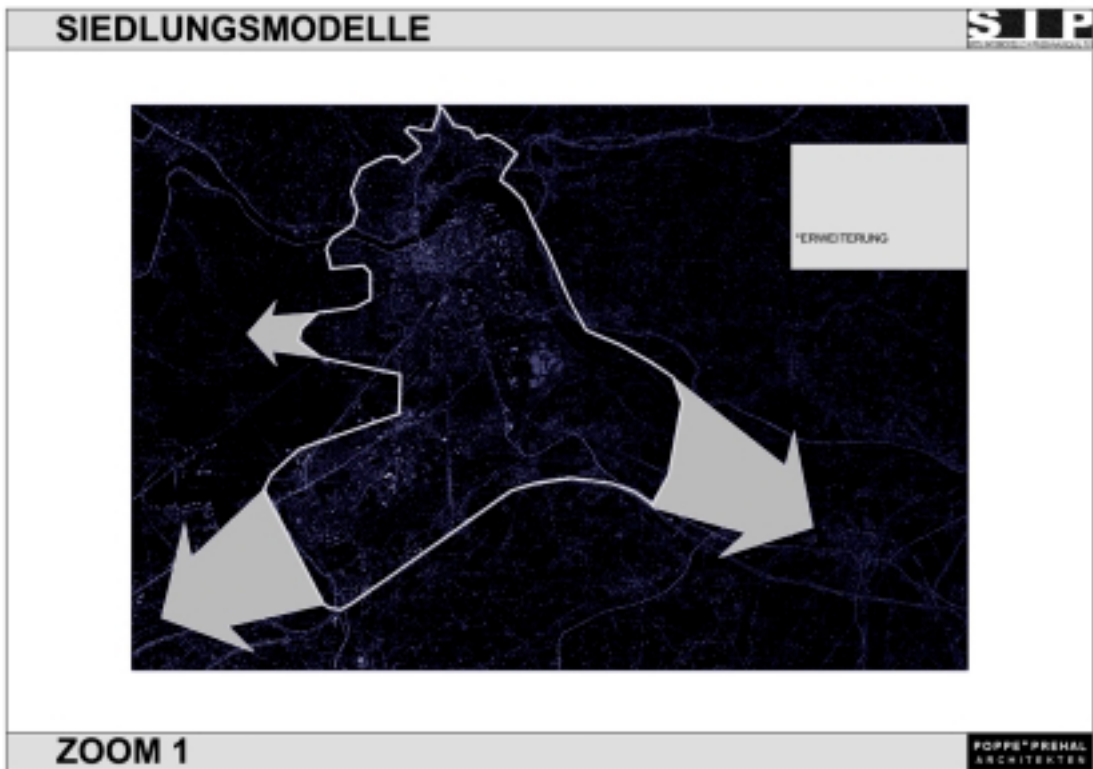 SIEDLUNGSMODELLE
SIP
*ERWEITERUNG
ZOOM 1
POPPE*PREHAL
ARCHITEKTEN